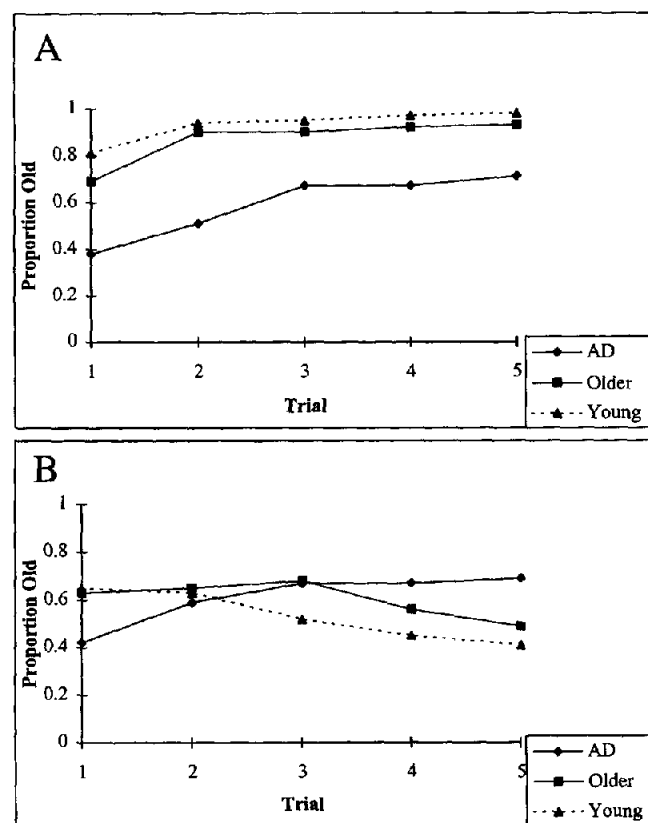 A
Proportion Old
1
0.8
0.6
0.4
0.2
0
1 2 3 4 5
Trial
AD
Older
Young
B
Proportion Old
1
0.8
0.6
0.4
0.2
0
1 2 3 4 5
Trial
AD
Older
Young